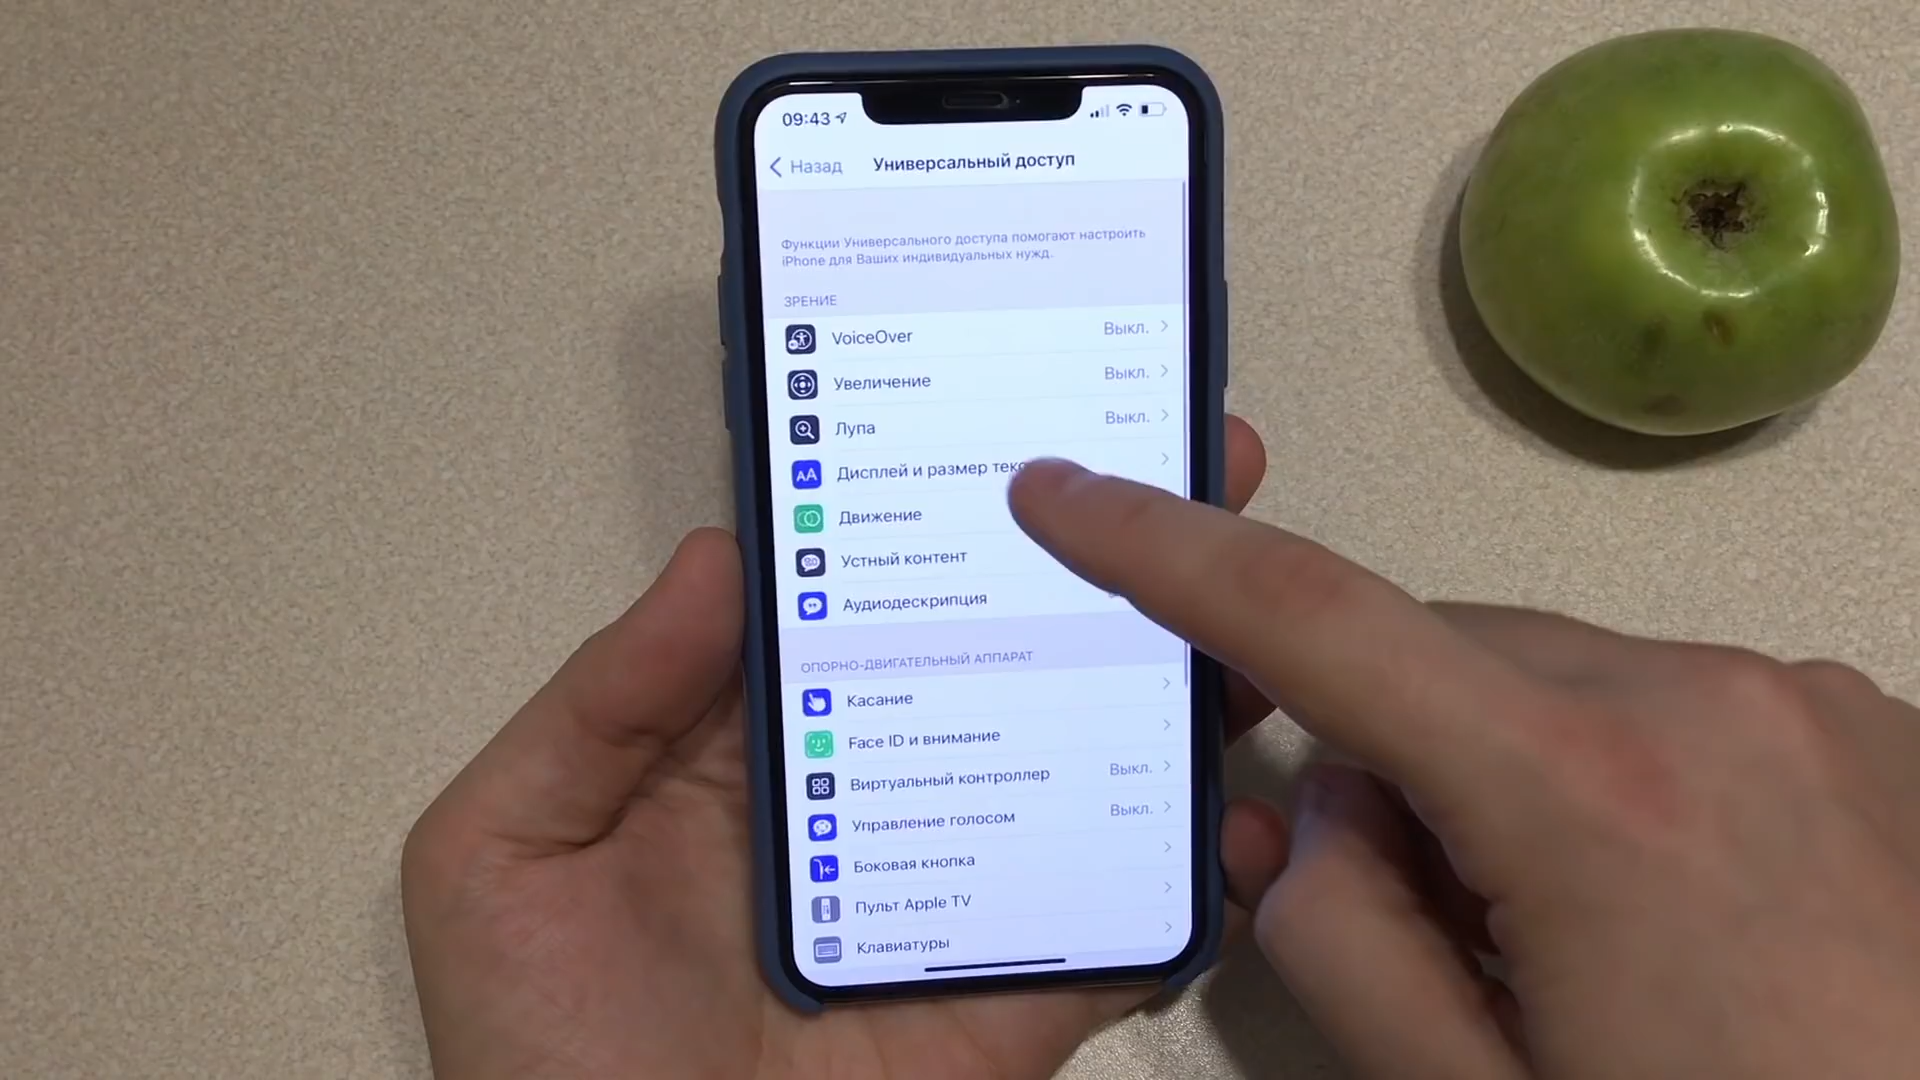 09:43
Назад
Универсальный доступ
Функции Универсального доступа помогают настроить
iPhone для Ваших индивидуальных нужд.
ЗРЕНИЕ
VoiceOver Выкл.
Увеличение Выкл.
Лупа Выкл.
Дисплей и размер
Движение
Устный контент
Аудиодескрипция
ОПОРНО-ДВИГАТЕЛЬНЫЙ АППАРАТ
Касание
Face ID и внимание
Виртуальный контроллер Выкл.
Управление голосом Выкл.
Боковая кнопка
Пульт Apple TV
Клавиатуры